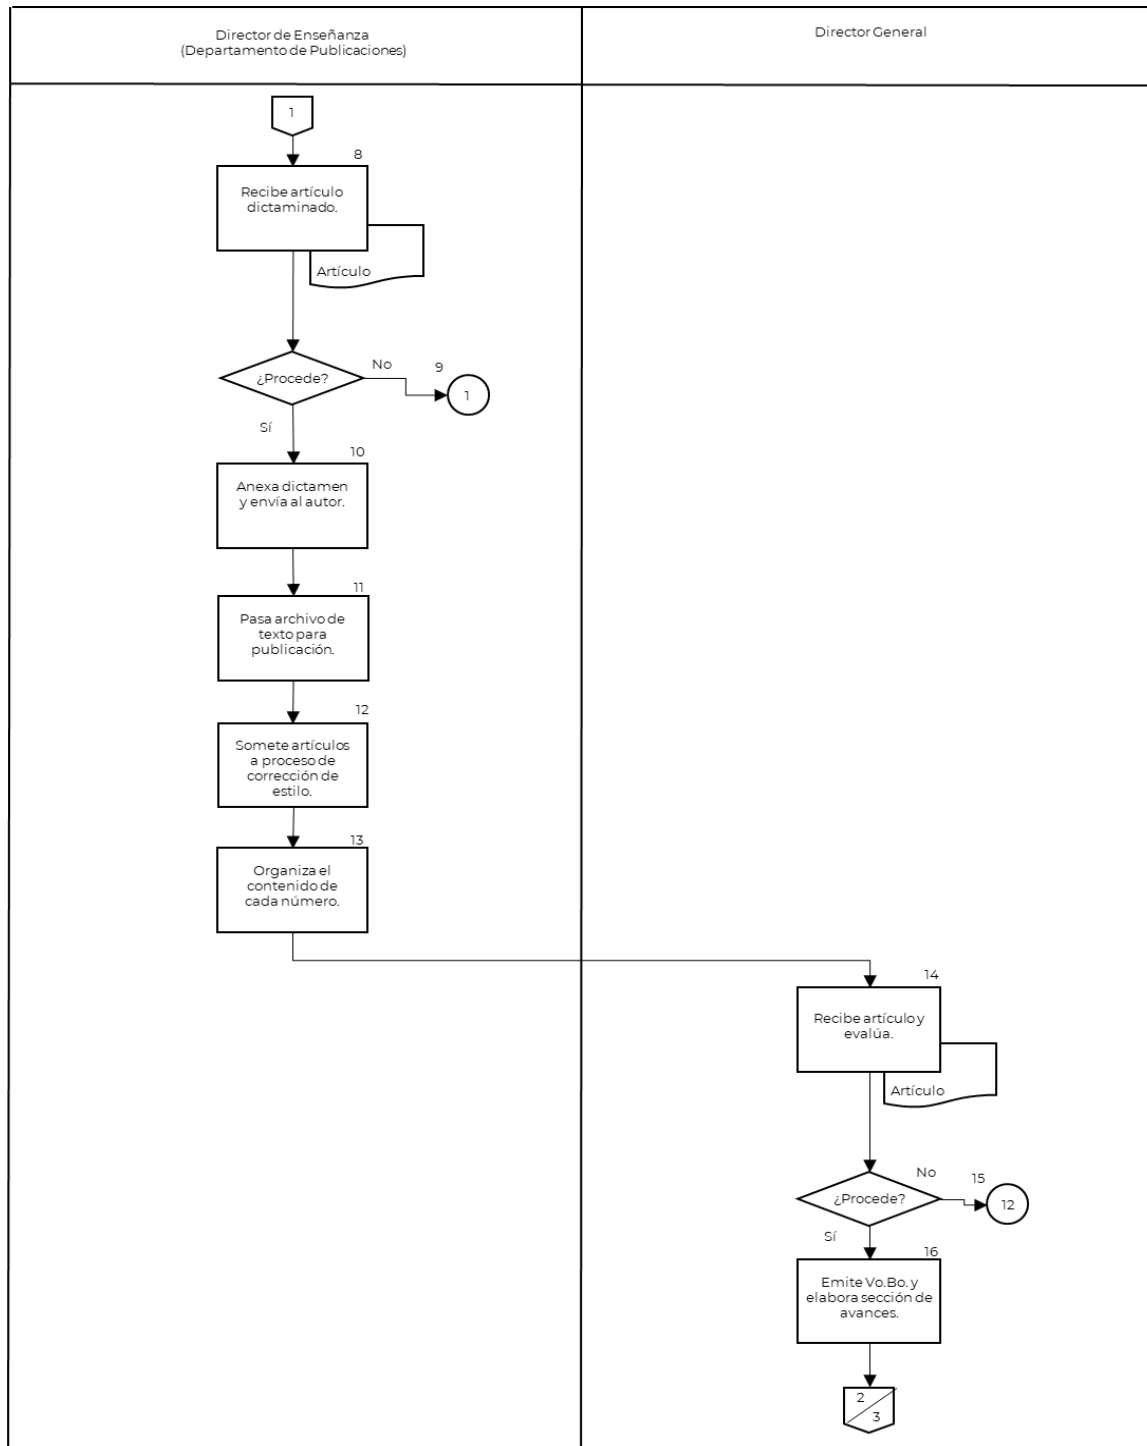 Director de Enseñanza
(Departamento de Publicaciones)
Director General
1
8
Recibe artículo
dictaminado.
Artículo
¿Procede?
No
9
1
Sí
10
Anexa dictamen
y envía al autor.
11
Pasa archivo de
texto para
publicación.
12
Somete artículos
a proceso de
corrección de
estilo.
13
Organiza el
contenido de
cada número.
14
Recibe artículo y
evalúa.
Artículo
¿Procede?
No
15
12
Sí
16
Emite Vo.Bo. y
elabora sección de
avances.
2
3